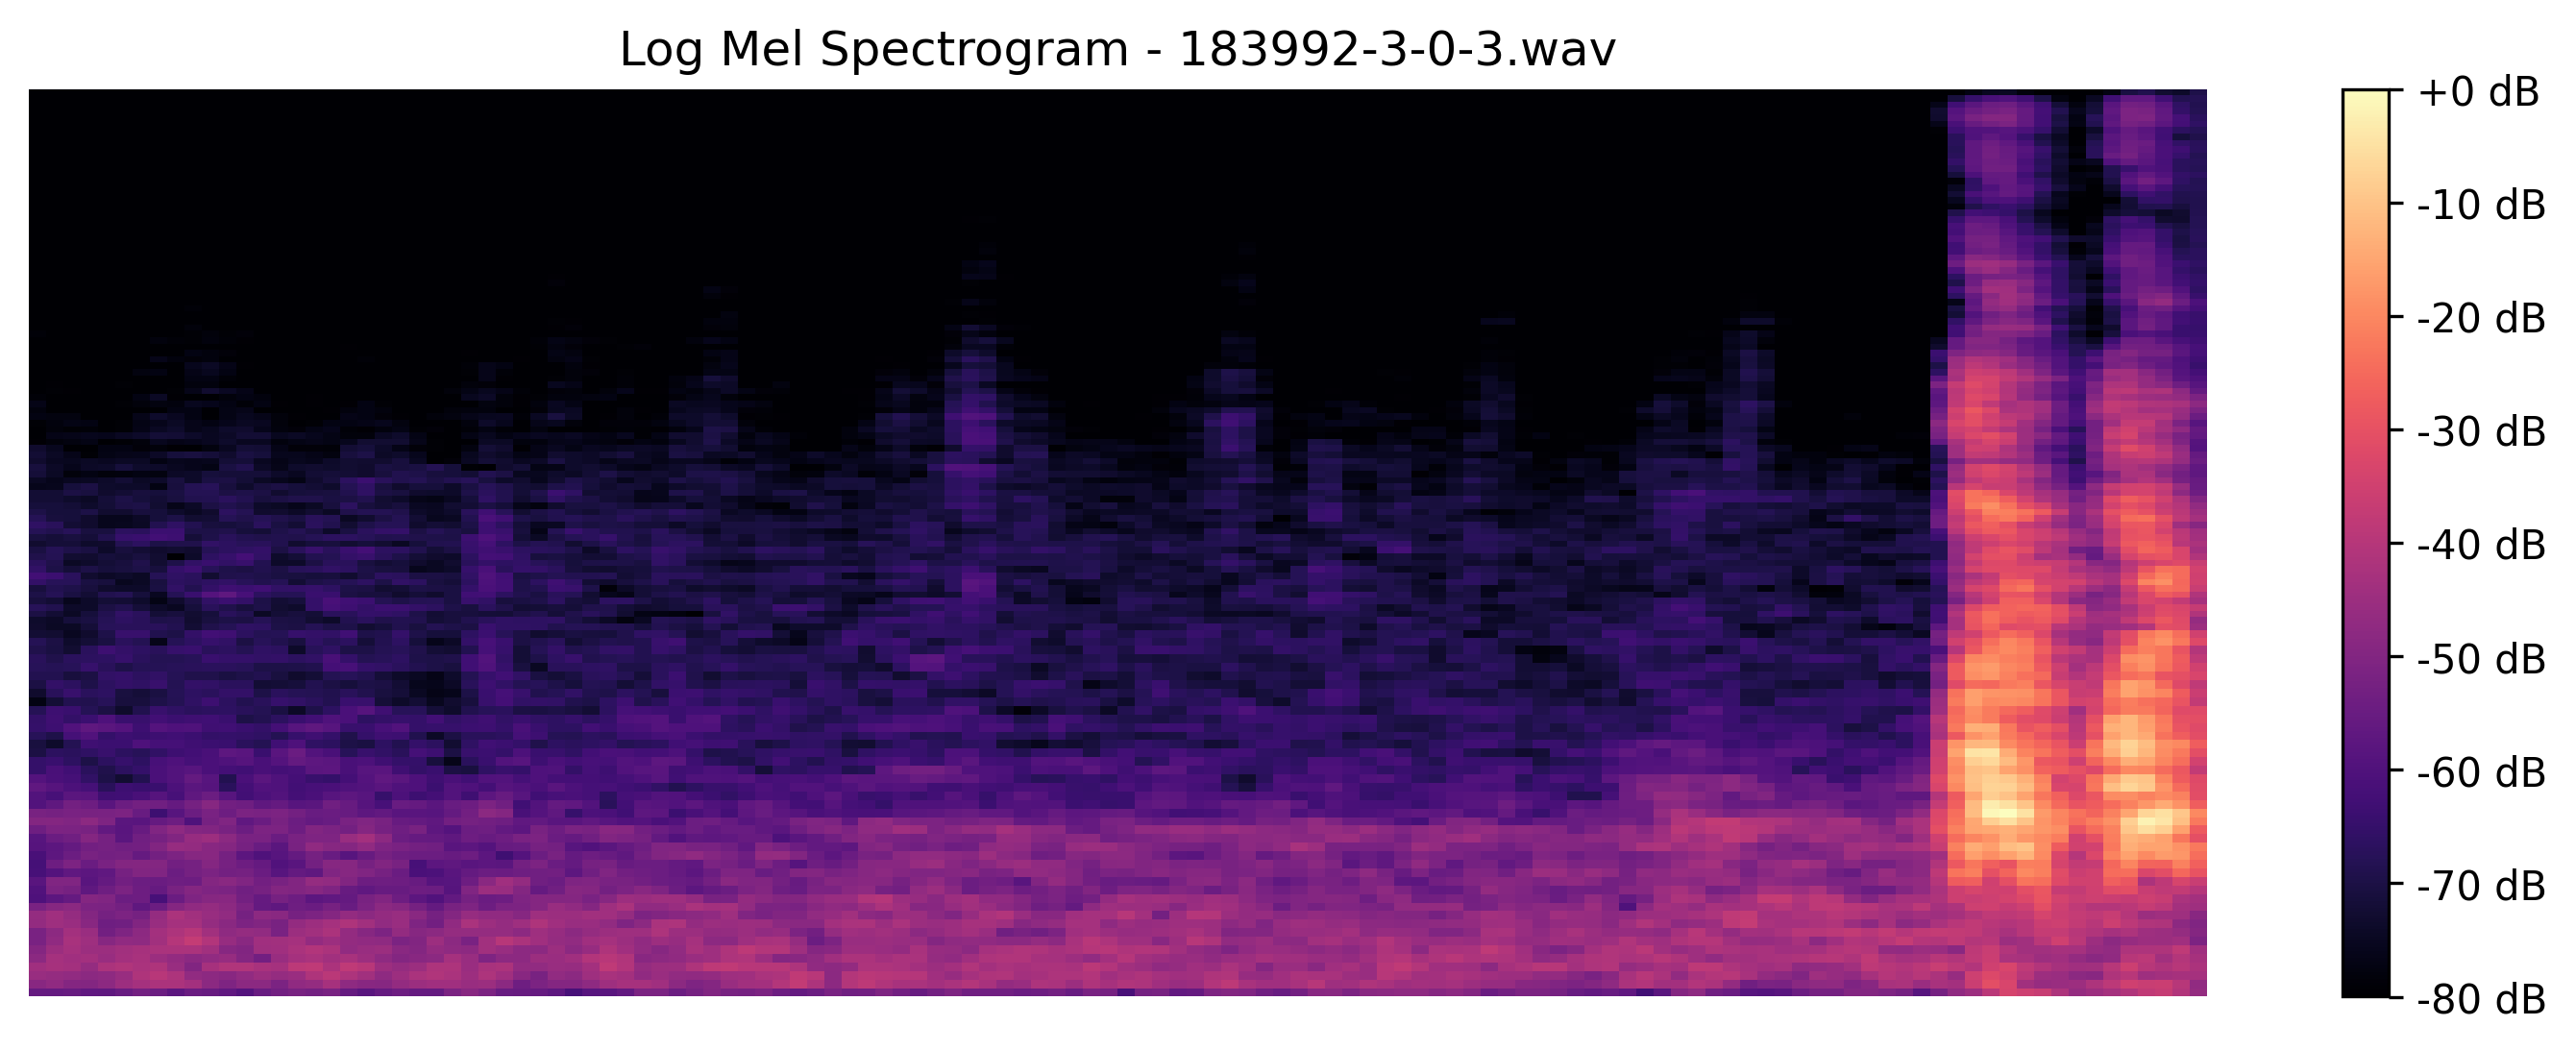 Log Mel Spectrogram - 183992-3-0-3.wav
+0 dB
-10 dB
-20 dB
-30 dB
-40 dB
-50 dB
-60 dB
-70 dB
-80 dB